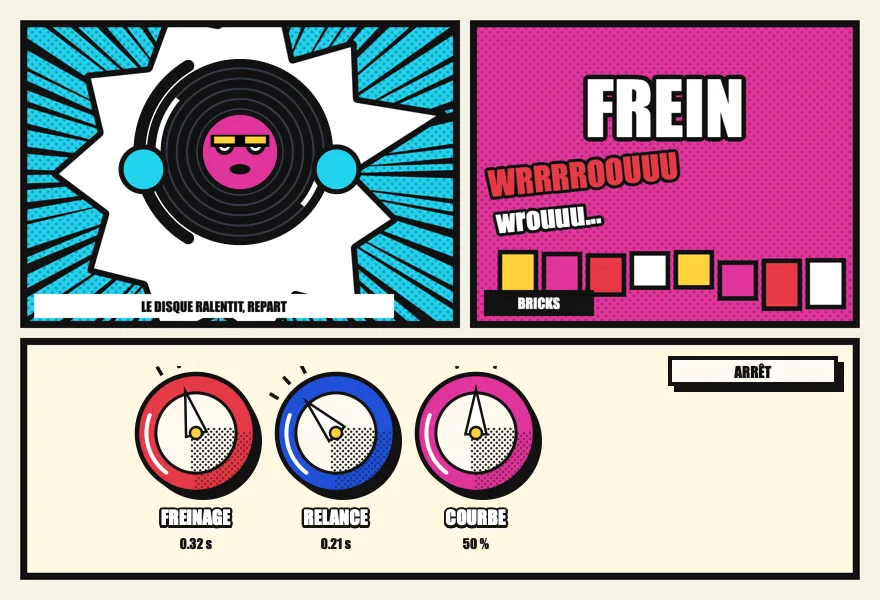 LE DISQUE RALENTIT, REPART
FREIN
WRRRROOUUU
wrouuu...
BRICKS
ARRÊT
FREINAGE
RELANCE
COURBE
0.32 s
0.21 s
50 %